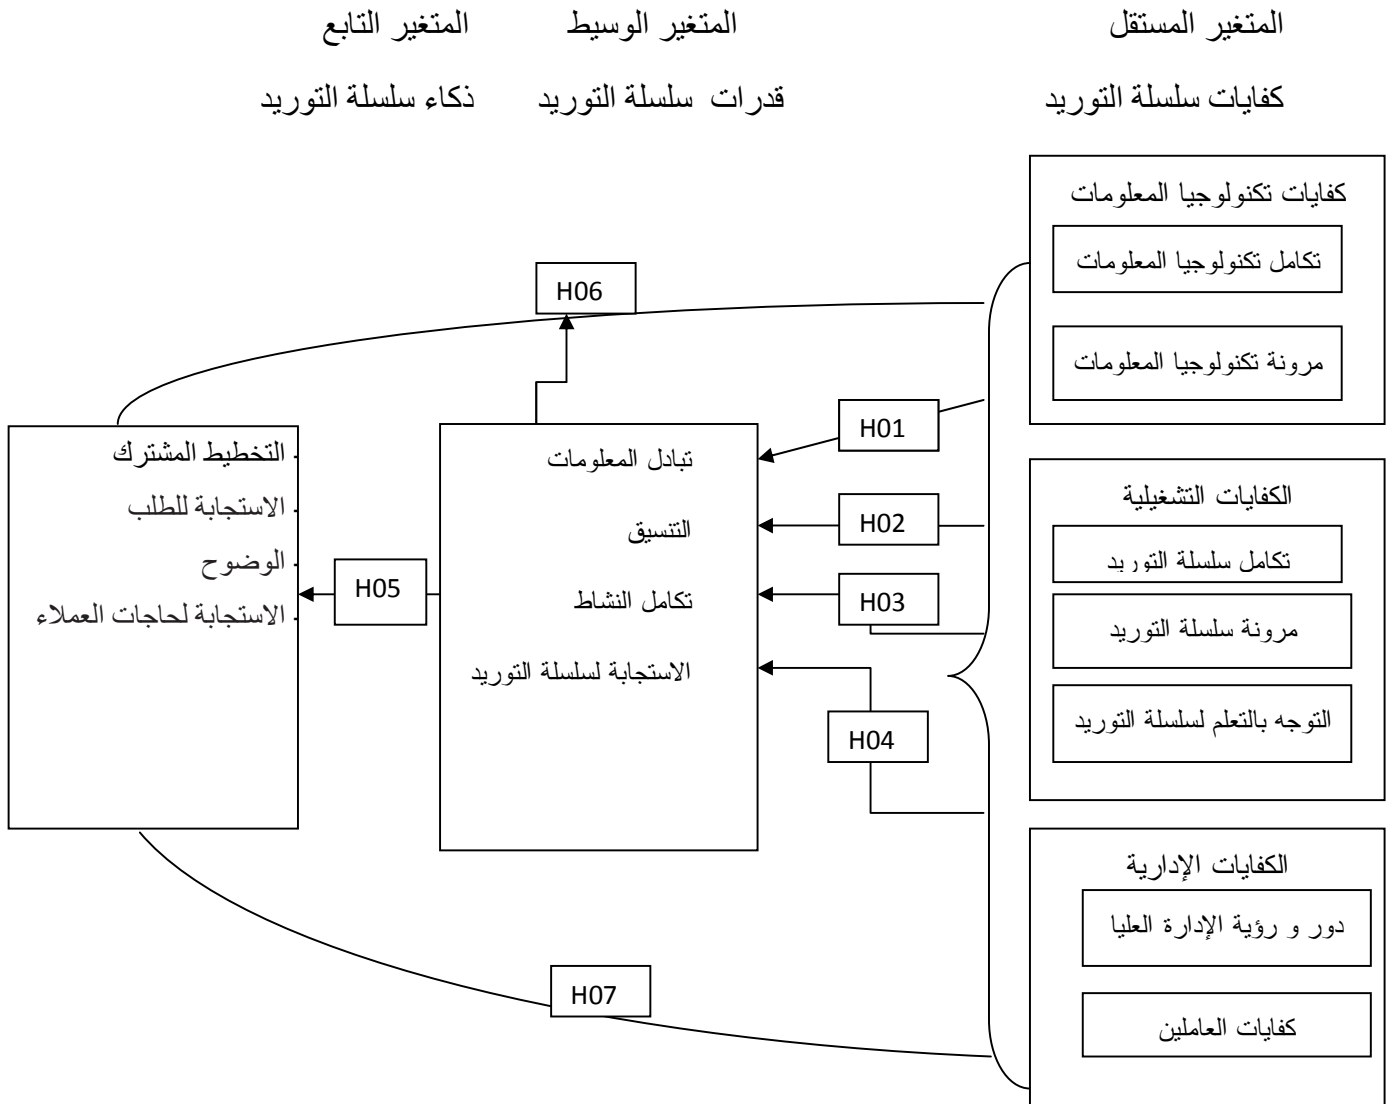 المتغير المستقل
المتغير الوسيط
المتغير التابع
كفايات سلسلة التوريد
قدرات سلسلة التوريد
ذكاء سلسلة التوريد
كفايات تكنولوجيا المعلومات
تكامل تكنولوجيا المعلومات
مرونة تكنولوجيا المعلومات
الكفايات التشغيلية
تكامل سلسلة التوريد
مرونة سلسلة التوريد
التوجه بالتعلم لسلسلة التوريد
الكفايات الإدارية
دور و رؤية الإدارة العليا
كفايات العاملين
H06
H01
H02
H03
H04
تبادل المعلومات
التنسيق
تكامل النشاط
الاستجابة لسلسلة التوريد
H05
التخطيط المشترك
الاستجابة للطلب
الوضوح
الاستجابة لحاجات العملاء
H07